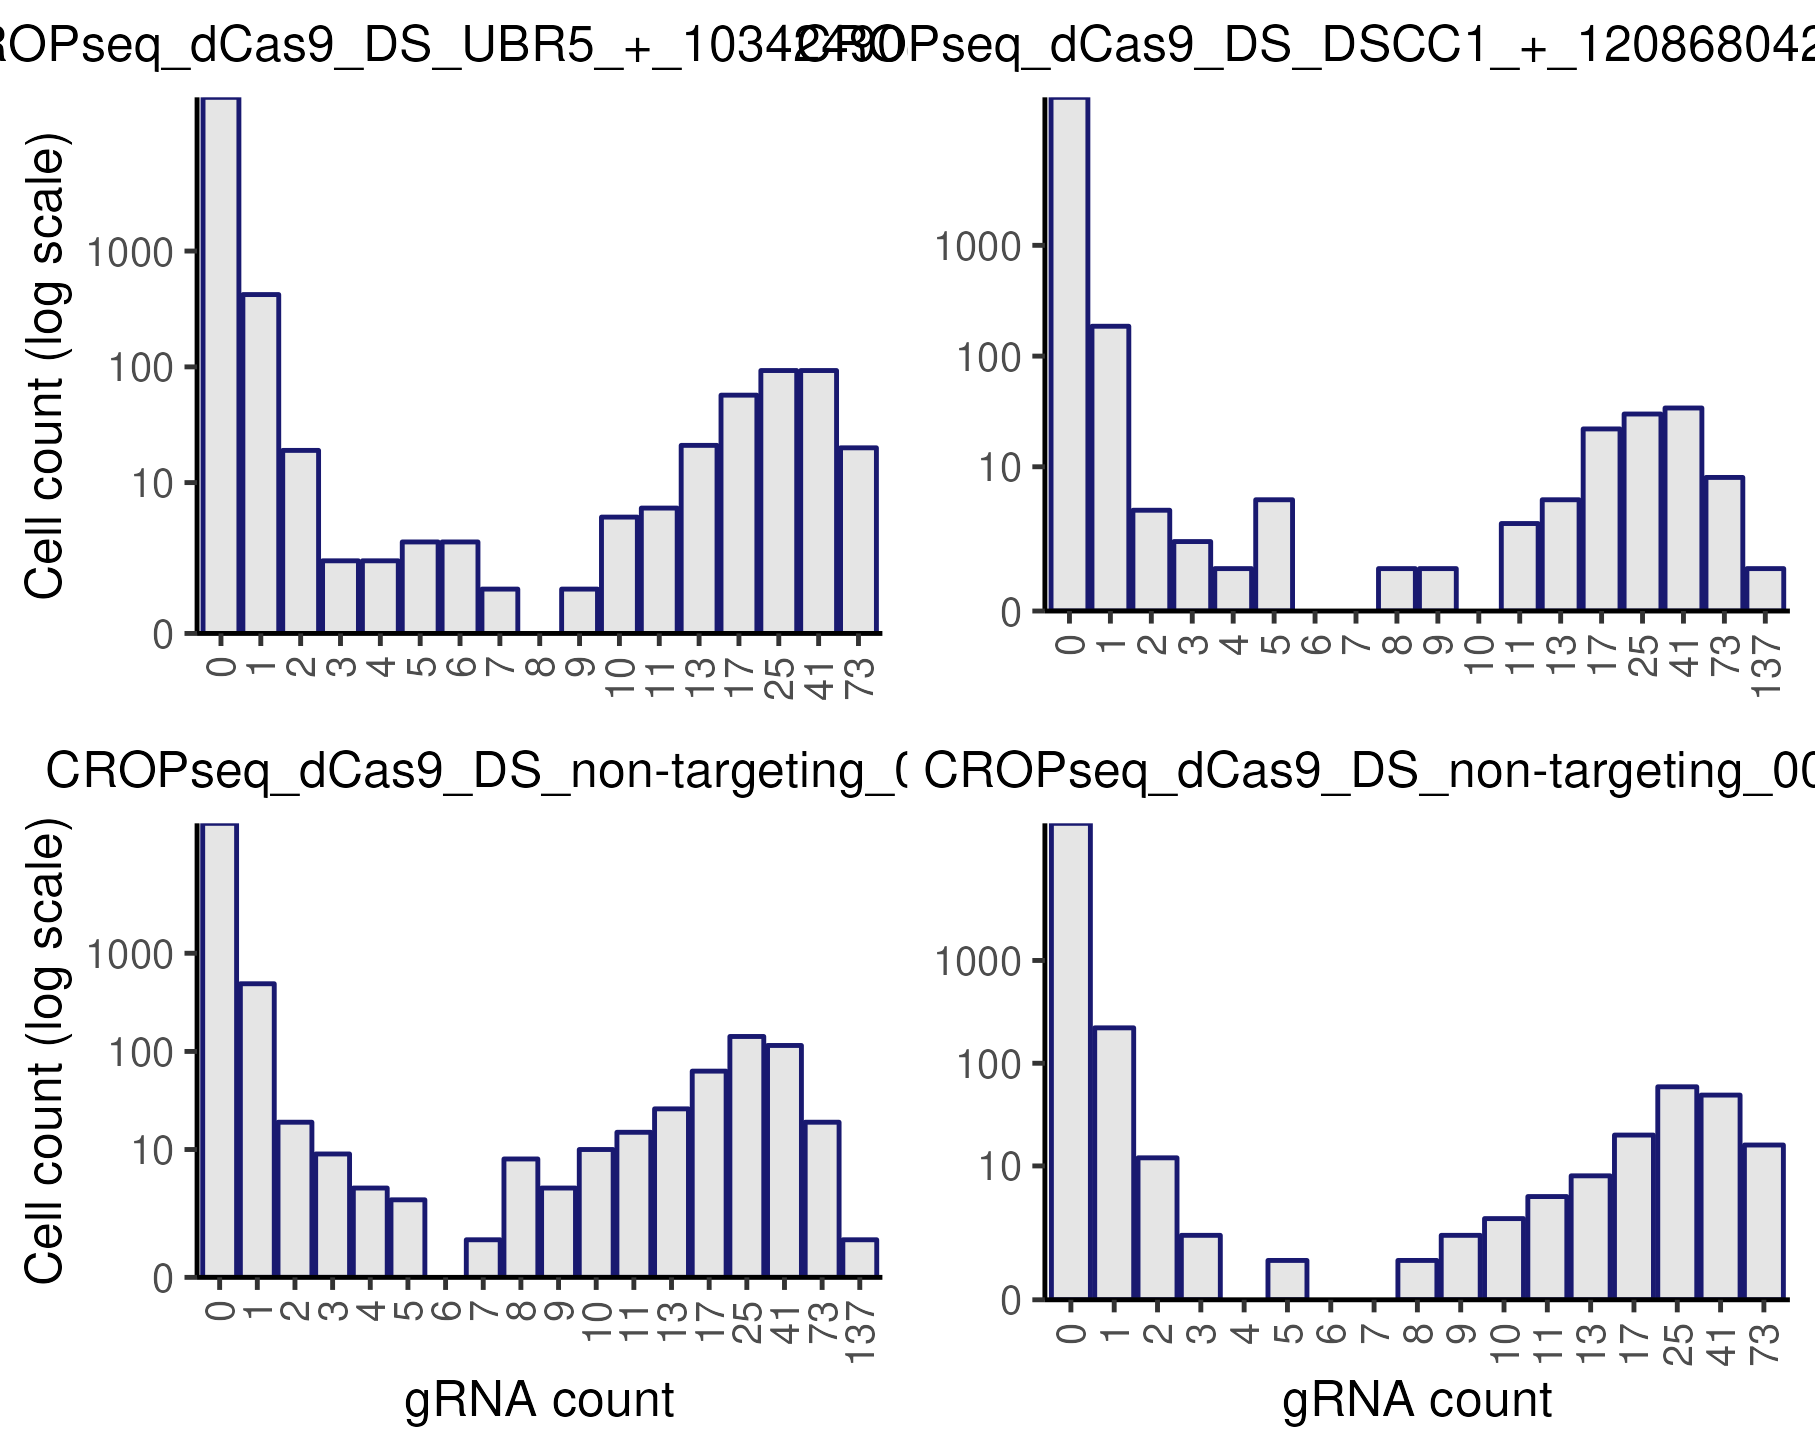 ROPseq_dCas9_DS_UBR5_+_10342490
CROPseq_dCas9_DS_DSCC1_+_120868042
Cell count (log scale)
1000
100
10
0
0 1 2 3 4 5 6 7 8 9 10 11 13 17 25 41 73
1000
100
10
0
0 1 2 3 4 5 6 7 8 9 10 11 13 17 25 41 73 137
CROPseq_dCas9_DS_non-targeting_0
CROPseq_dCas9_DS_non-targeting_00
Cell count (log scale)
1000
100
10
0
0 1 2 3 4 5 6 7 8 9 10 11 13 17 25 41 73 137
gRNA count
1000
100
10
0
0 1 2 3 4 5 6 7 8 9 10 11 13 17 25 41 73
gRNA count